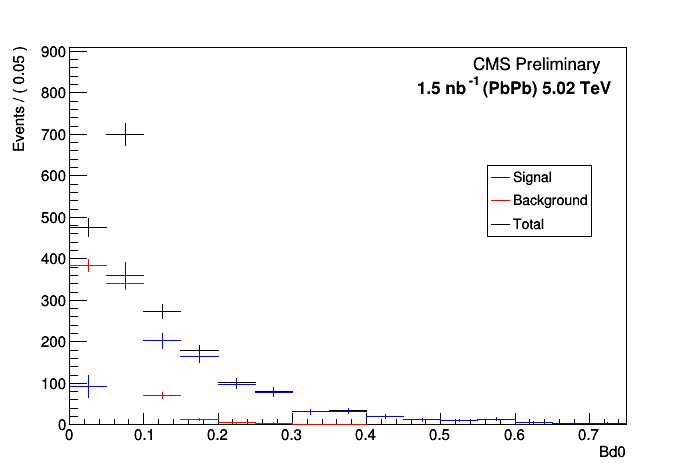 CMS Preliminary
1.5 nb-1 (PbPb) 5.02 TeV
Events / ( 0.05 )
900
800
700
600
500
400
300
200
100
0
Signal
Background
Total
0 0.1 0.2 0.3 0.4 0.5 0.6 0.7
Bd0